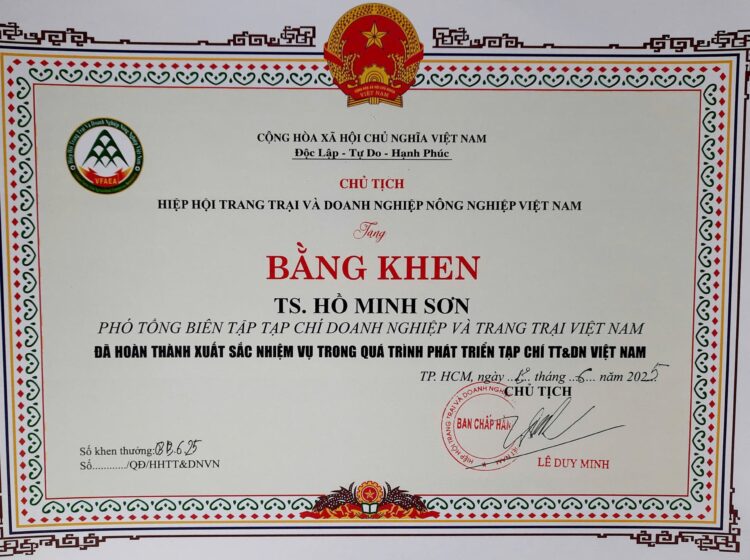 CỘNG HÒA XÃ HỘI CHỦ NGHĨA VIỆT NAM
Độc Lập - Tự Do - Hạnh Phúc
VFAEA
CHỦ TỊCH
HIỆP HỘI TRANG TRẠI VÀ DOANH NGHIỆP NÔNG NGHIỆP VIỆT NAM
Tặng
BẰNG KHEN
TS. HỒ MINH SƠN
PHÓ TỔNG BIÊN TẬP TẠP CHÍ DOANH NGHIỆP VÀ TRANG TRẠI VIỆT NAM
ĐÃ HOÀN THÀNH XUẤT SẮC NHIỆM VỤ TRONG QUÁ TRÌNH PHÁT TRIỂN TẠP CHÍ TT&DN VIỆT NAM
TP. HCM, ngày ... tháng ..6... năm 2025
CHỦ TỊCH
BAN CHẤP HÀN
LÊ DUY MINH
Số khen thưởng:
Số.........../QĐ/HHTT&DNVN